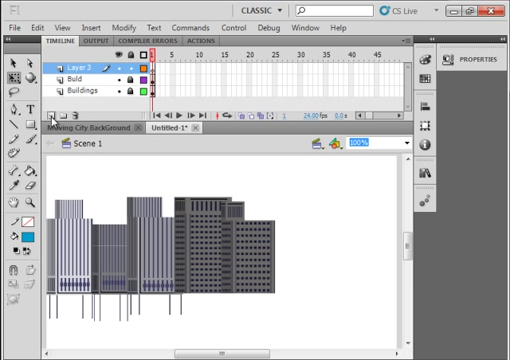 Fl
CLASSIC
CS Live
File Edit View Insert Modify Text Commands Control Debug Window Help
TIMELINE OUTPUT COMPILER ERRORS ACTIONS
PROPERTIES
1 5 10 15 20 25 30 35 40 45
Layer 3
Buld
Buildings
1 24.00 fps 0.0 s
Moving City BackGround Untitled-1*
Scene 1
100%